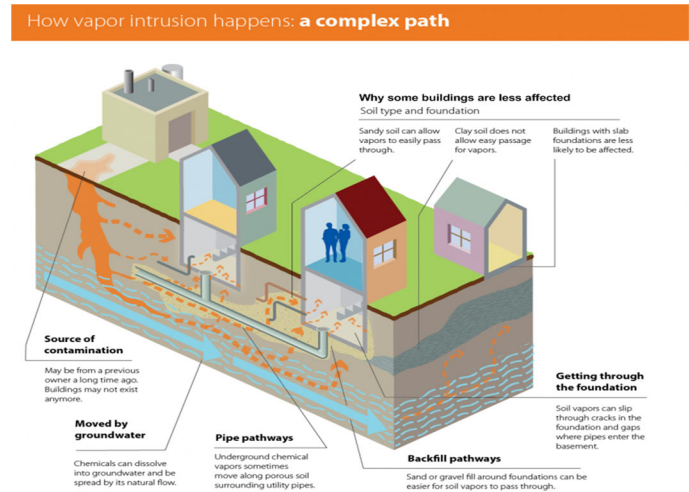 How vapor intrusion happens: a complex path
Why some buildings are less affected
Soil type and foundation
Sandy soil can allow
vapors to easily pass
through.
Clay soil does not
allow easy passage
for vapors.
Buildings with slab
foundations are less
likely to be affected.
Source of
contamination
May be from a previous
owner a long time ago.
Buildings may not exist
anymore.
Moved by
groundwater
Chemicals can dissolve
into groundwater and be
spread by its natural flow.
Pipe pathways
Underground chemical
vapors sometimes
move along porous soil
surrounding utility pipes.
Backfill pathways
Sand or gravel fill around foundations can be
easier for soil vapors to pass through.
Getting through
the foundation
Soil vapors can slip
through cracks in the
foundation and gaps
where pipes enter the
basement.